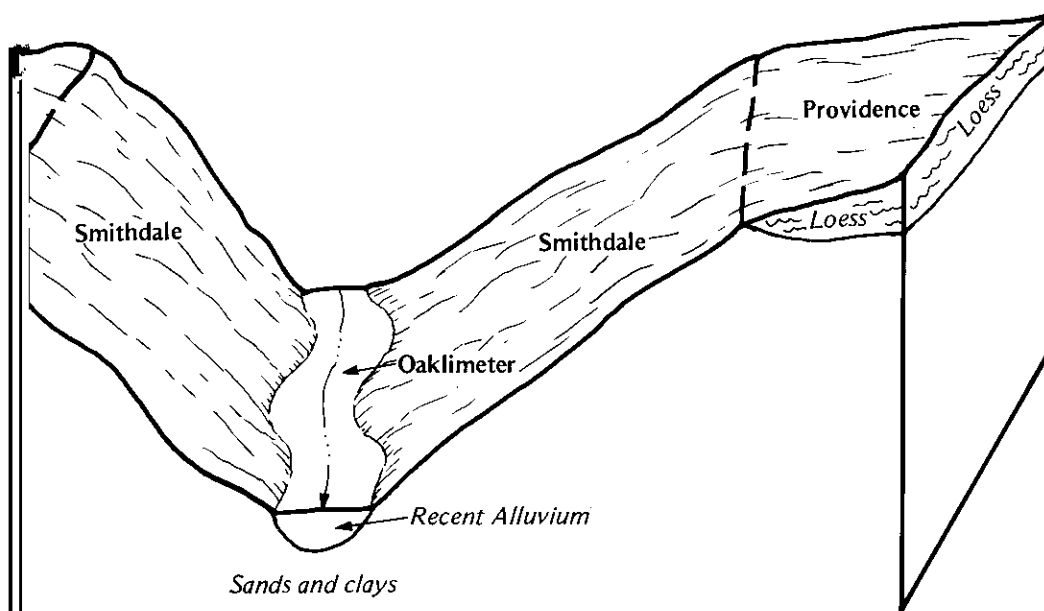 Providence
Loess
Loess
Smithdale
Smithdale
Oaklimeter
Recent Alluvium
Sands and clays